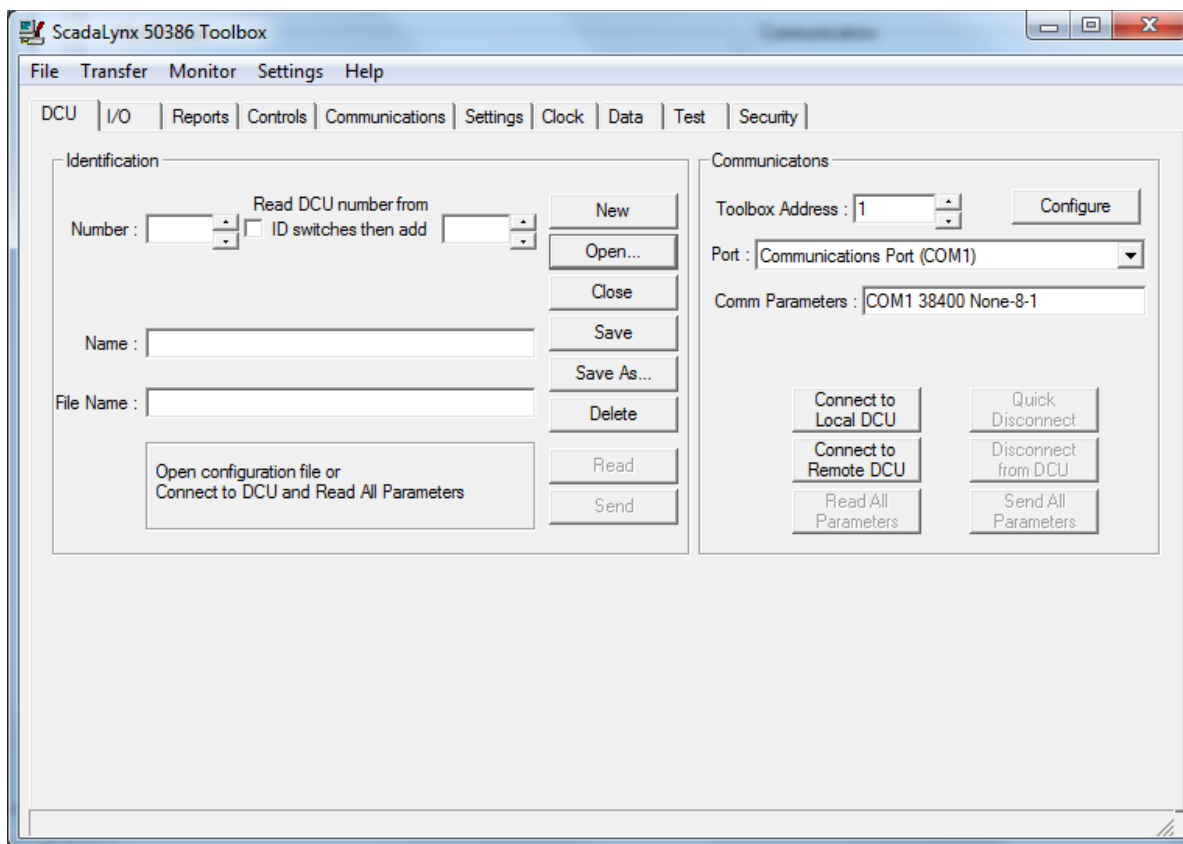 ScadaLynx 50386 Toolbox
File Transfer Monitor Settings Help
DCU I/O Reports Controls Communications Settings Clock Data Test Security
Identification
Number :
Read DCU number from
ID switches then add
Name :
File Name :
Open configuration file or
Connect to DCU and Read All Parameters
New
Open...
Close
Save
Save As...
Delete
Read
Send
Communicatons
Toolbox Address : 1
Configure
Port : Communications Port (COM1)
Comm Parameters : COM1 38400 None-8-1
Connect to
Local DCU
Quick
Disconnect
Connect to
Remote DCU
Disconnect
from DCU
Read All
Parameters
Send All
Parameters